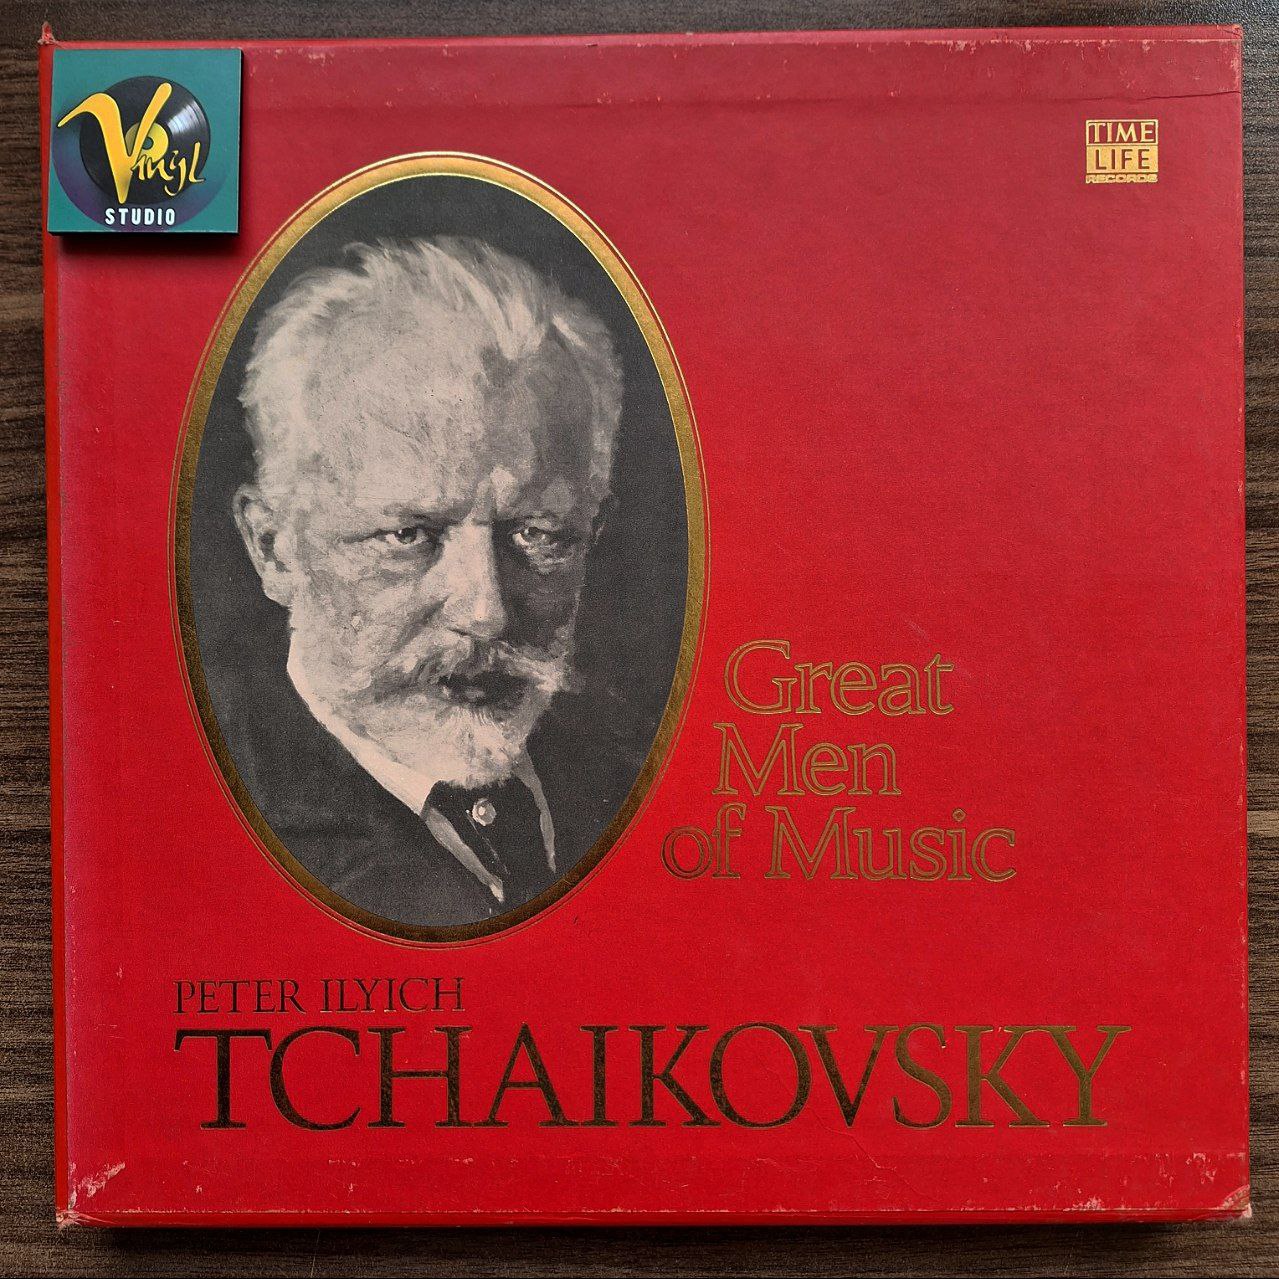 Vinyl
STUDIO
TIME
LIFE
RECORDS
Great
Men
of Music
PETER ILYICH
TCHAIKOVSKY